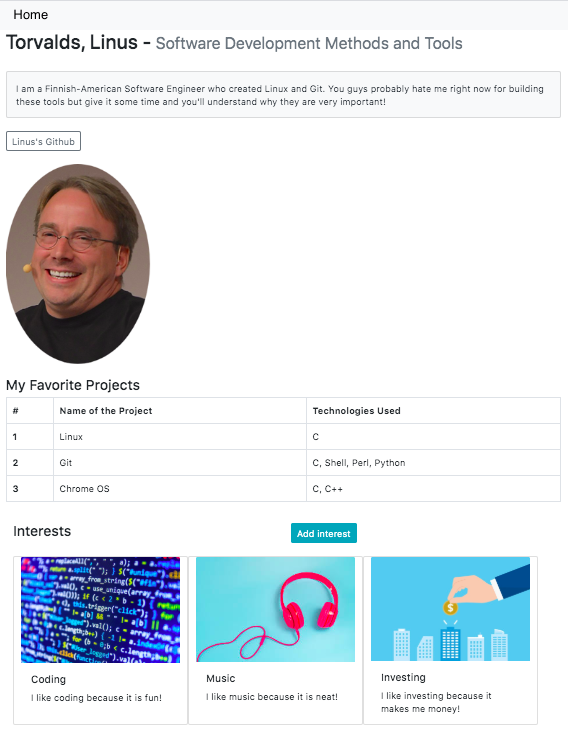 Home
Torvalds, Linus - Software Development Methods and Tools
I am a Finnish-American Software Engineer who created Linux and Git. You guys probably hate me right now for building
these tools but give it some time and you'll understand why they are very important!
Linus's Github
My Favorite Projects
# Name of the Project Technologies Used
1 Linux C
2 Git C, Shell, Perl, Python
3 Chrome OS C, C++
Interests Add interest
Coding
I like coding because it is fun!
Music
I like music because it is neat!
Investing
I like investing because it
makes me money!